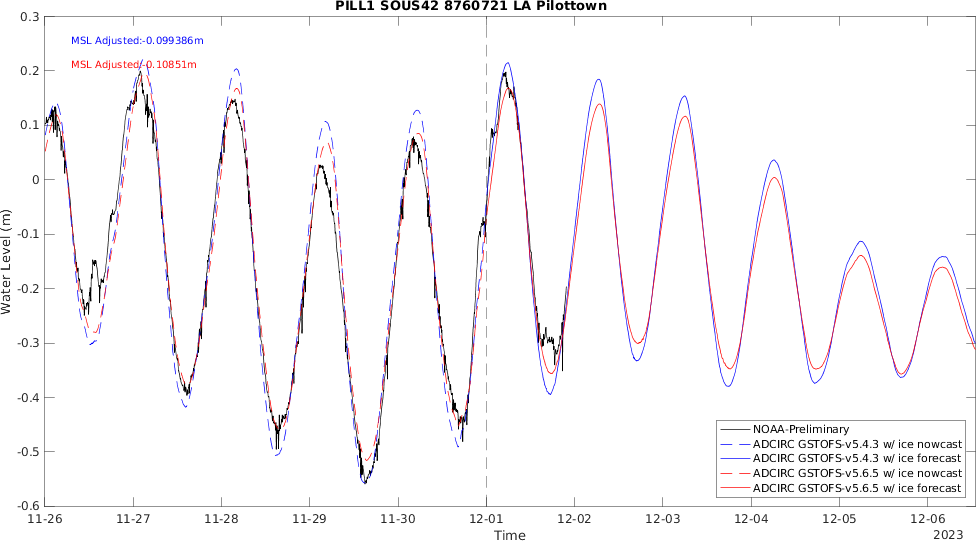 PILL1 SOUS42 8760721 LA Pilottown
MSL Adjusted:-0.099386m
MSL Adjusted:-0.10851m
0.3
0.2
0.1
0
-0.1
-0.2
-0.3
-0.4
-0.5
-0.6
Water Level (m)
NOAA-Preliminary
ADCIRC GSTOFS-v5.4.3 w/ ice nowcast
ADCIRC GSTOFS-v5.4.3 w/ ice forecast
ADCIRC GSTOFS-v5.6.5 w/ ice nowcast
ADCIRC GSTOFS-v5.6.5 w/ ice forecast
11-26 11-27 11-28 11-29 11-30 12-01 12-02 12-03 12-04 12-05 12-06
Time
2023